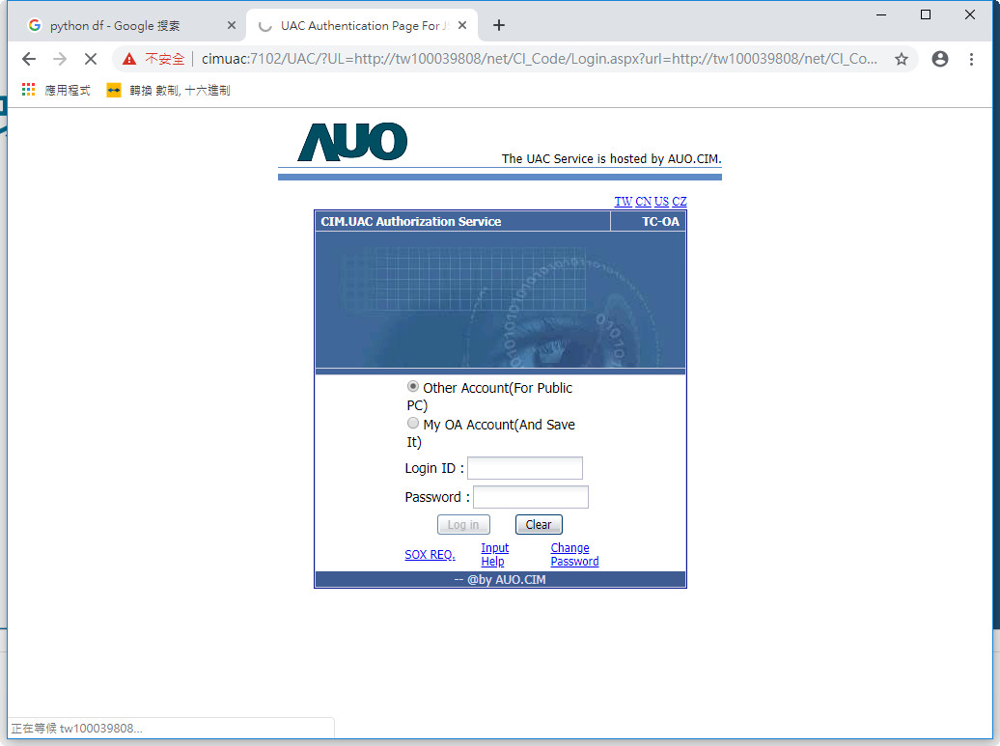 python df - Google 搜索
UAC Authentication Page For J
不安全
cimuac:7102/UAC/?UL=http://tw100039808/net/CI_Code/Login.aspx?url=http://tw100039808/net/CI_Co...
應用程式
轉換 數制, 十六進制
AUO
The UAC Service is hosted by AUO.CIM.
TW CN US CZ
CIM.UAC Authorization Service
TC-OA
Other Account(For Public
PC)
My OA Account(And Save
It)
Login ID :
Password :
Log in
Clear
SOX REQ.
Input
Help
Change
Password
-- @by AUO.CIM
正在等候 tw100039808...